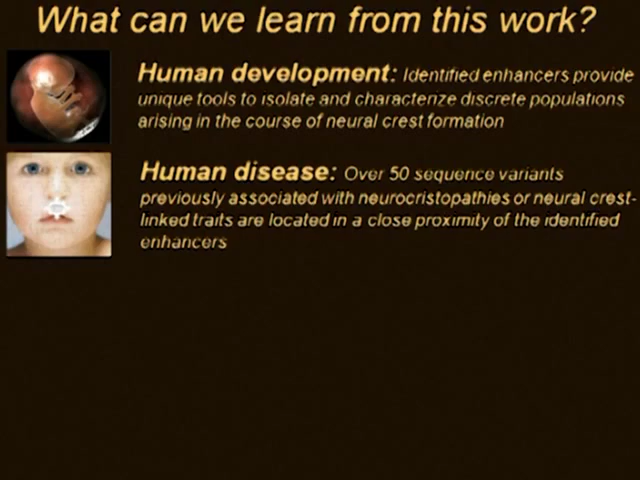 What can we learn from this work?
Human development: Identified enhancers provide
unique tools to isolate and characterize discrete populations
arising in the course of neural crest formation
Human disease: Over 50 sequence variants
previously associated with neurocristopathies or neural crest-
linked traits are located in a close proximity of the identified
enhancers